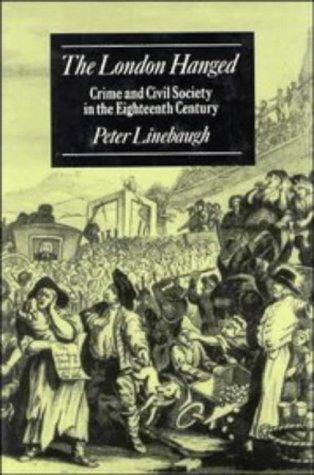 The London Hanged
Crime and Civil Society
in the Eighteenth Century
Peter Linebaugh